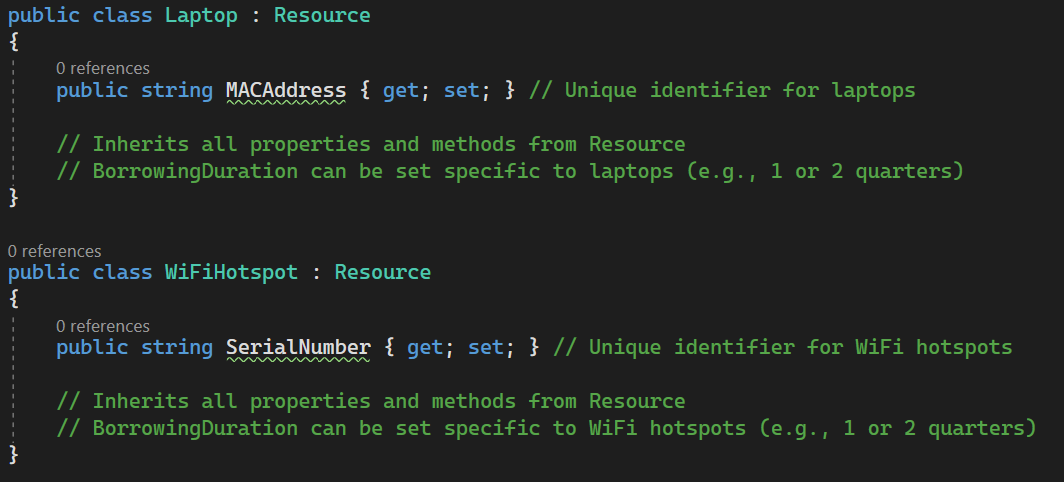 public class Laptop : Resource
{
0 references
public string MACAddress { get; set; } // Unique identifier for laptops
// Inherits all properties and methods from Resource
// BorrowingDuration can be set specific to laptops (e.g., 1 or 2 quarters)
}
0 references
public class WiFiHotspot : Resource
{
0 references
public string SerialNumber { get; set; } // Unique identifier for WiFi hotspots
// Inherits all properties and methods from Resource
// BorrowingDuration can be set specific to WiFi hotspots (e.g., 1 or 2 quarters)
}